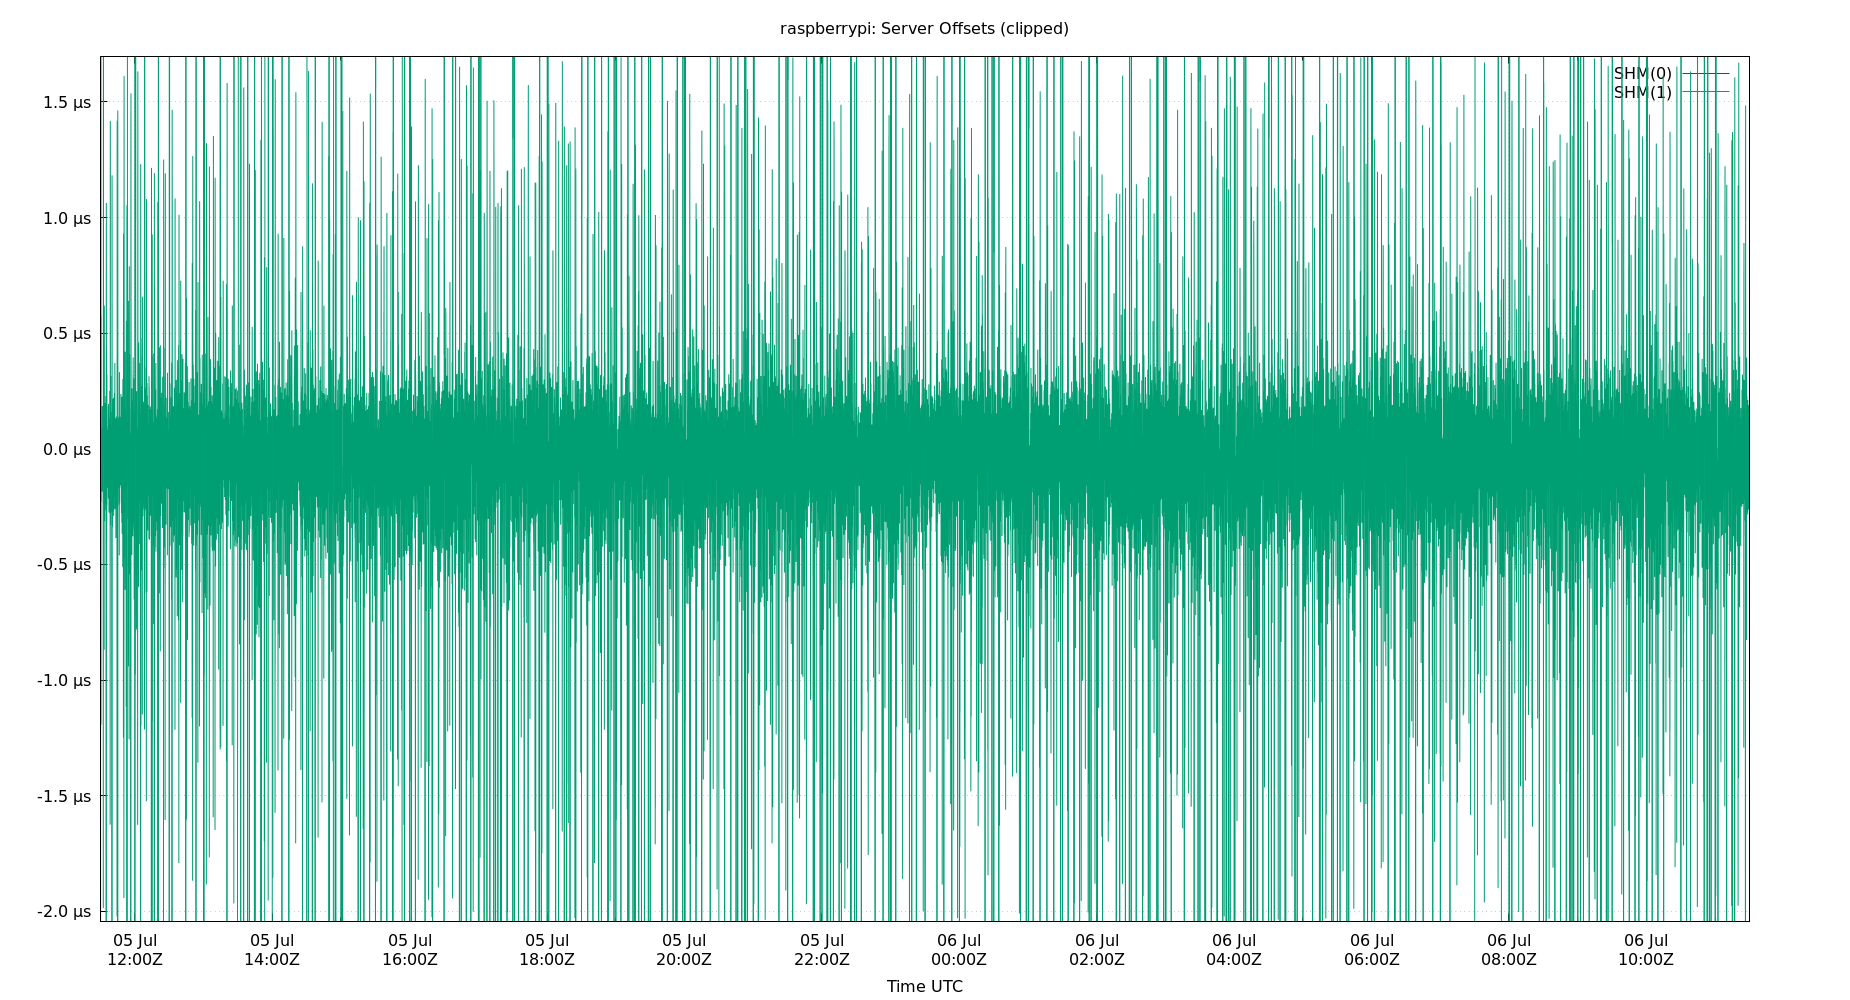 raspberrypi: Server Offsets (clipped)
SHM(0)
SHM(1)
1.5 µs
1.0 µs
0.5 µs
0.0 µs
-0.5 µs
-1.0 µs
-1.5 µs
-2.0 µs
05 Jul 05 Jul 05 Jul 05 Jul 05 Jul 05 Jul 06 Jul 06 Jul 06 Jul 06 Jul 06 Jul 06 Jul
12:00Z 14:00Z 16:00Z 18:00Z 20:00Z 22:00Z 00:00Z 02:00Z 04:00Z 06:00Z 08:00Z 10:00Z
Time UTC